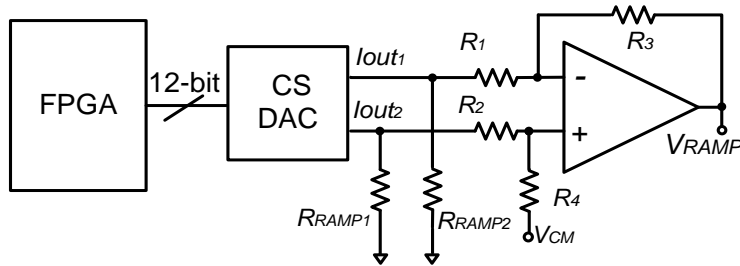 FPGA
12-bit
CS
DAC
Iout1
Iout2
R1
R2
R3
-
+
VRAMP
RRAMP1
RRAMP2
R4
VCM